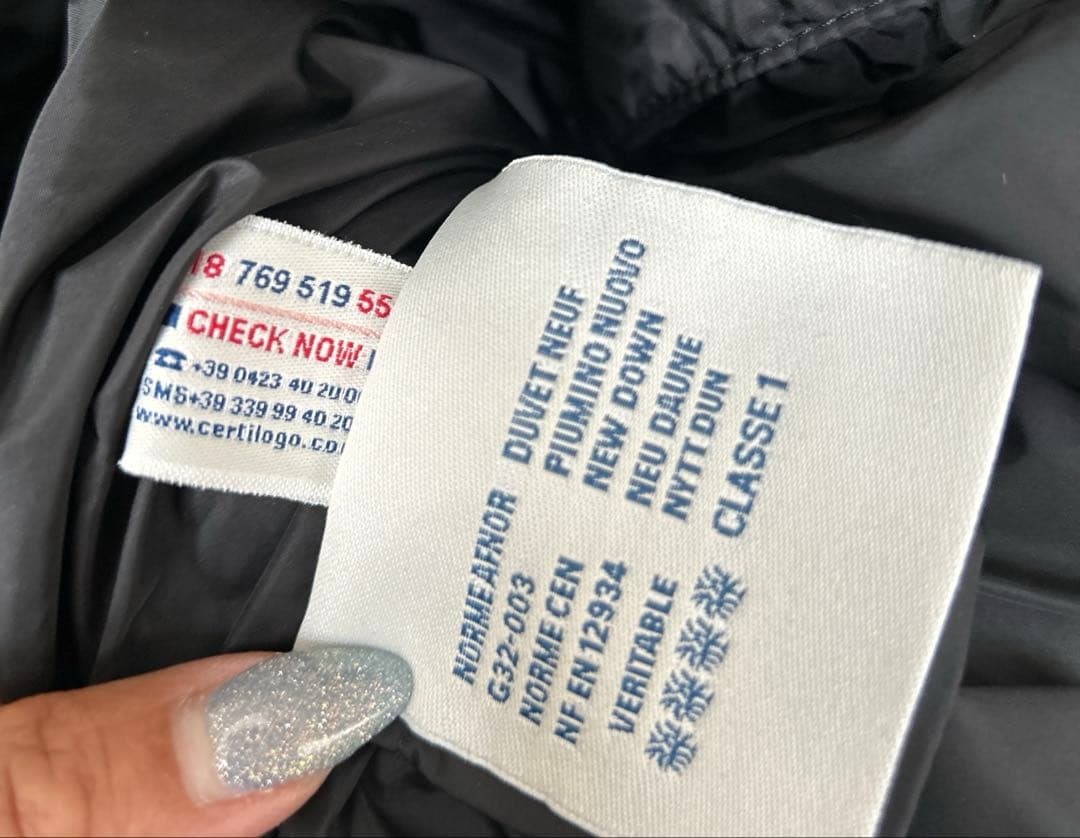 18 769 519 55
CHECK NOW
+39 0423 40 20 0
SMS+39 339 99 40 20
www.certilogo.co
NORME AFNOR
G32-003
NORME CEN
NF EN 12934
VERITABLE
DUVET NEUF
PIUMINO NUOVO
NEW DOWN
NEU DAUNE
NYTT DUN
CLASSE 1